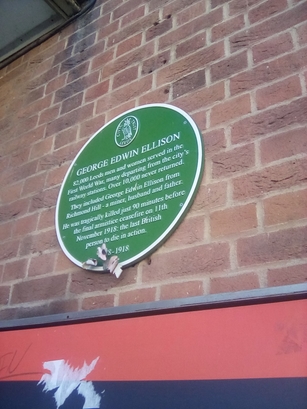 GEORGE EDWIN ELLISON
82,000 Leeds men and women served in the
First World War, many departing from the city's
railway stations. Over 10,000 never returned.
They included George Edwin Ellison from
Richmond Hill - a miner, husband and father.
He was tragically killed just 90 minutes before
the final armistice ceasefire on 11th
November 1918: the last British
person to die in action.
-1918